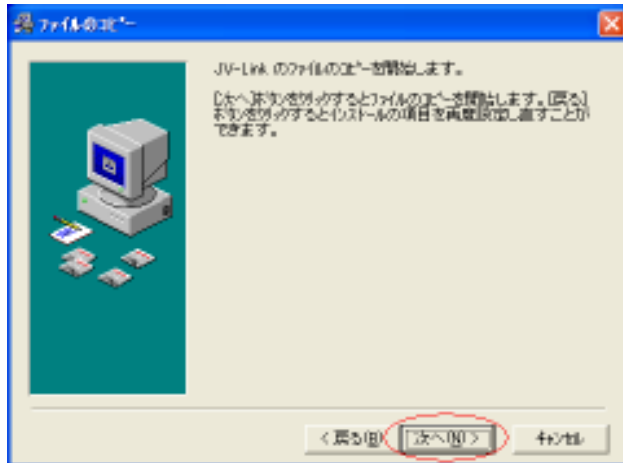 ファイルのコピー
JV-Link のファイルのコピーを開始します。
[次へ]ボタンをクリックするとファイルのコピーを開始します。[戻る]
ボタンをクリックするとインストールの項目を再度設定し直すことが
できます。
< 戻る(B)
次へ(N) >
キャンセル